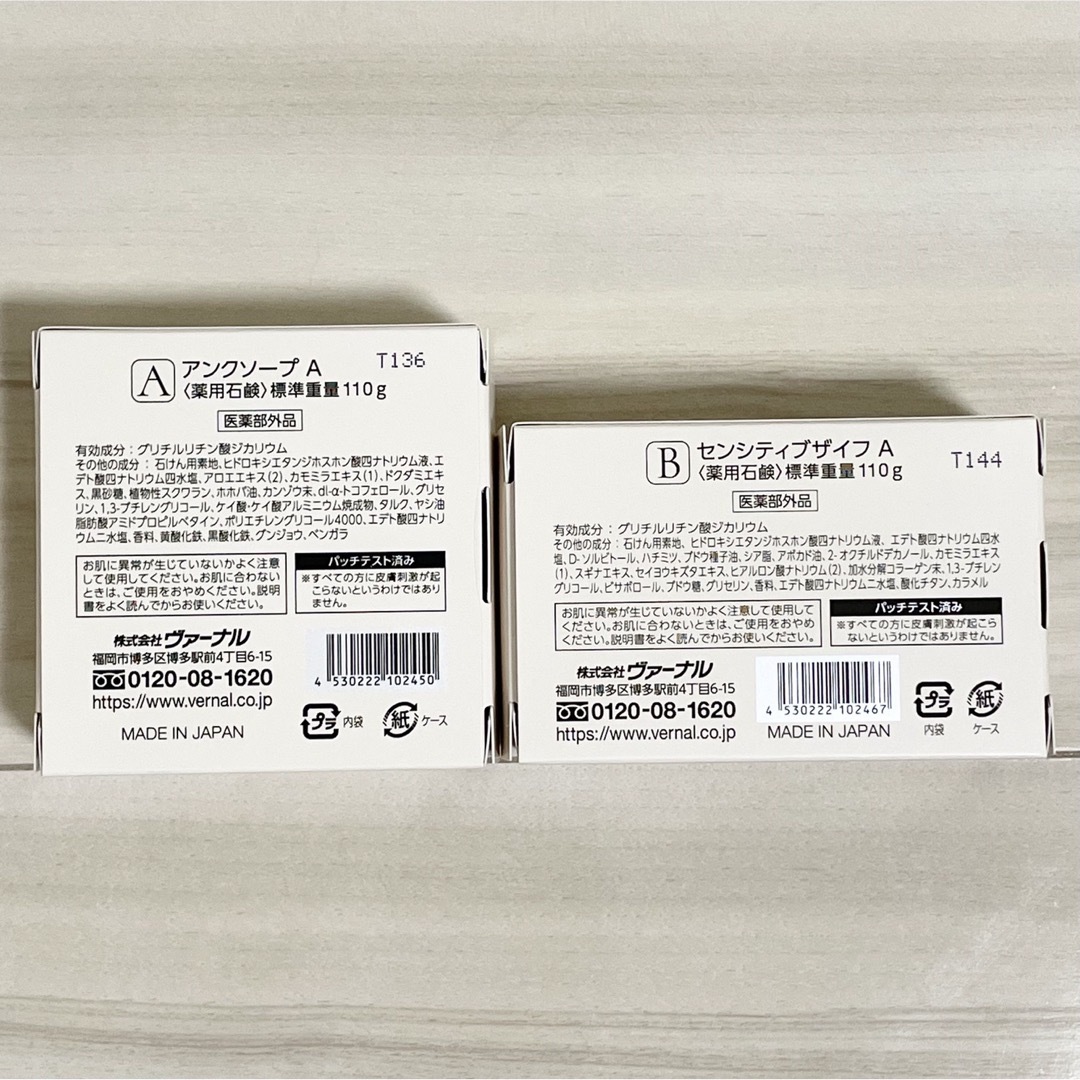 A
アンクソープ A
T136
〈薬用石鹸〉標準重量110g
医薬部外品
有効成分：グリチルリチン酸ジカリウム
その他の成分：石けん用素地、ヒドロキシエタンジホスホン酸四ナトリウム液、エ
デト酸四ナトリウム四水塩、アロエエキス(2)、カモミラエキス(1)、ドクダミエキ
ス、黒砂糖、植物性スクワラン、ホホバ油、カンゾウ末、dl-α-トコフェロール、グリセ
リン、1,3-ブチレングリコール、ケイ酸・ケイ酸アルミニウム焼成物、タルク、ヤシ油
脂肪酸アミドプロピルベタイン、ポリエチレングリコール4000、エデト酸四ナトリ
ウム二水塩、香料、黄酸化鉄、黒酸化鉄、グンジョウ、ベンガラ
お肌に異常が生じていないかよく注意
して使用してください。お肌に合わない
ときは、ご使用をおやめください。説明
書をよく読んでからお使いください。
パッチテスト済み
※すべての方に皮膚刺激が起
こらないというわけではありま
せん。
株式会社ヴァーナル
福岡市博多区博多駅前4丁目6-15
0120-08-1620
https://www.vernal.co.jp
MADE IN JAPAN
4 530222 102450
プラ 内袋
紙 ケース
B
センシティブザイフ A
T144
〈薬用石鹸〉標準重量110g
医薬部外品
有効成分：グリチルリチン酸ジカリウム
その他の成分：石けん用素地、ヒドロキシエタンジホスホン酸四ナトリウム液、エデト酸四ナトリウム四水
塩、D-ソルビトール、ハチミツ、ブドウ種子油、シア脂、アボカド油、2-オクチルドデカノール、カモミラエキス
(1)、スギナエキス、セイヨウキズタエキス、ヒアルロン酸ナトリウム(2)、加水分解コラーゲン末、1,3-ブチレン
グリコール、ビサボロール、ブドウ糖、グリセリン、香料、エデト酸四ナトリウム二水塩、酸化チタン、カラメル
お肌に異常が生じていないかよく注意して使用して
ください。お肌に合わないときは、ご使用をおやめ
ください。説明書をよく読んでからお使いください。
パッチテスト済み
※すべての方に皮膚刺激が起こら
ないというわけではありません。
株式会社ヴァーナル
福岡市博多区博多駅前4丁目6-15
0120-08-1620
https://www.vernal.co.jp
4 530222 102467
MADE IN JAPAN
プラ 内袋
紙 ケース